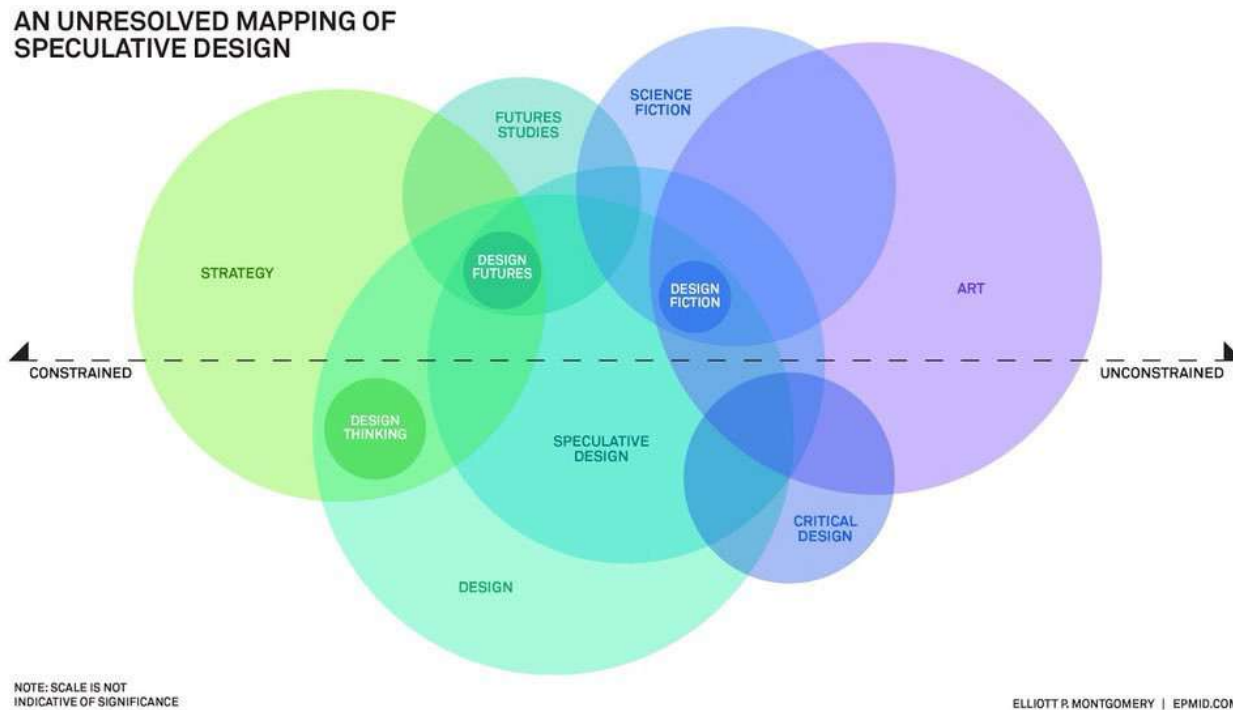 AN UNRESOLVED MAPPING OF
SPECULATIVE DESIGN
SCIENCE
FICTION
FUTURES
STUDIES
DESIGN
FUTURES
STRATEGY
DESIGN
FICTION
ART
CONSTRAINED
UNCONSTRAINED
DESIGN
THINKING
SPECULATIVE
DESIGN
CRITICAL
DESIGN
DESIGN
NOTE: SCALE IS NOT
INDICATIVE OF SIGNIFICANCE
ELLIOTT P. MONTGOMERY | EPMID.COM